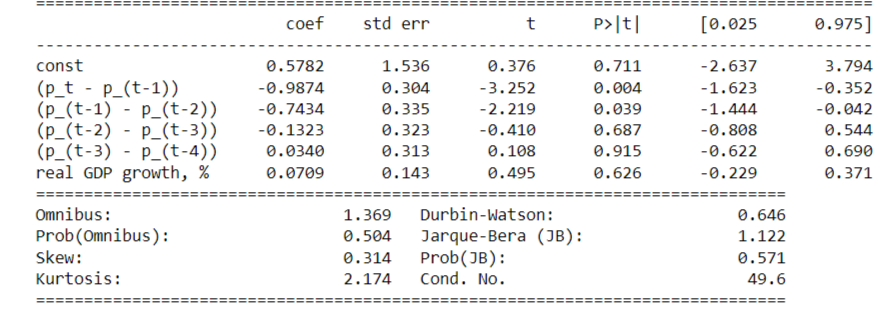 ==============================================================================
coef std err t P>|t| [0.025 0.975]
------------------------------------------------------------------------------
const 0.5782 1.536 0.376 0.711 -2.637 3.794
(p_t - p_(t-1)) -0.9874 0.304 -3.252 0.004 -1.623 -0.352
(p_(t-1) - p_(t-2)) -0.7434 0.335 -2.219 0.039 -1.444 -0.042
(p_(t-2) - p_(t-3)) -0.1323 0.323 -0.410 0.687 -0.808 0.544
(p_(t-3) - p_(t-4)) 0.0340 0.313 0.108 0.915 -0.622 0.690
real GDP growth, % 0.0709 0.143 0.495 0.626 -0.229 0.371
==============================================================================
Omnibus: 1.369 Durbin-Watson: 0.646
Prob(Omnibus): 0.504 Jarque-Bera (JB): 1.122
Skew: 0.314 Prob(JB): 0.571
Kurtosis: 2.174 Cond. No. 49.6
==============================================================================